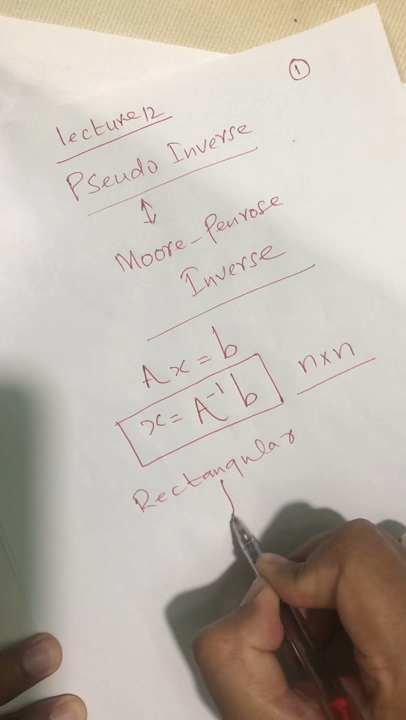 1
lecture 12
Pseudo Inverse
↕
Moore-Penrose
Inverse
Ax = b
x = A⁻¹b n×n
Rectangular